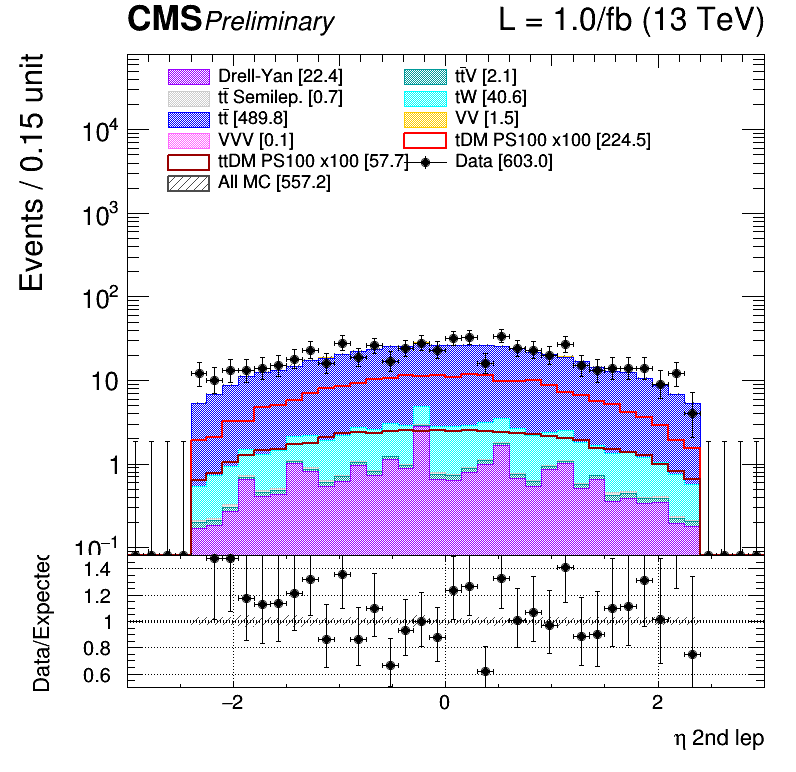 CMS Preliminary L = 1.0/fb (13 TeV)
Drell-Yan [22.4] tt̄V [2.1]
tt̄ Semilep. [0.7] tW [40.6]
tt̄ [489.8] VV [1.5]
VVV [0.1] tDM PS100 x100 [224.5]
ttDM PS100 x100 [57.7] Data [603.0]
All MC [557.2]
Events / 0.15 unit
10⁴
10³
10²
10
1
10⁻¹
Data/Expected
1.4
1.2
1
0.8
0.6
−2 0 2
η 2nd lep